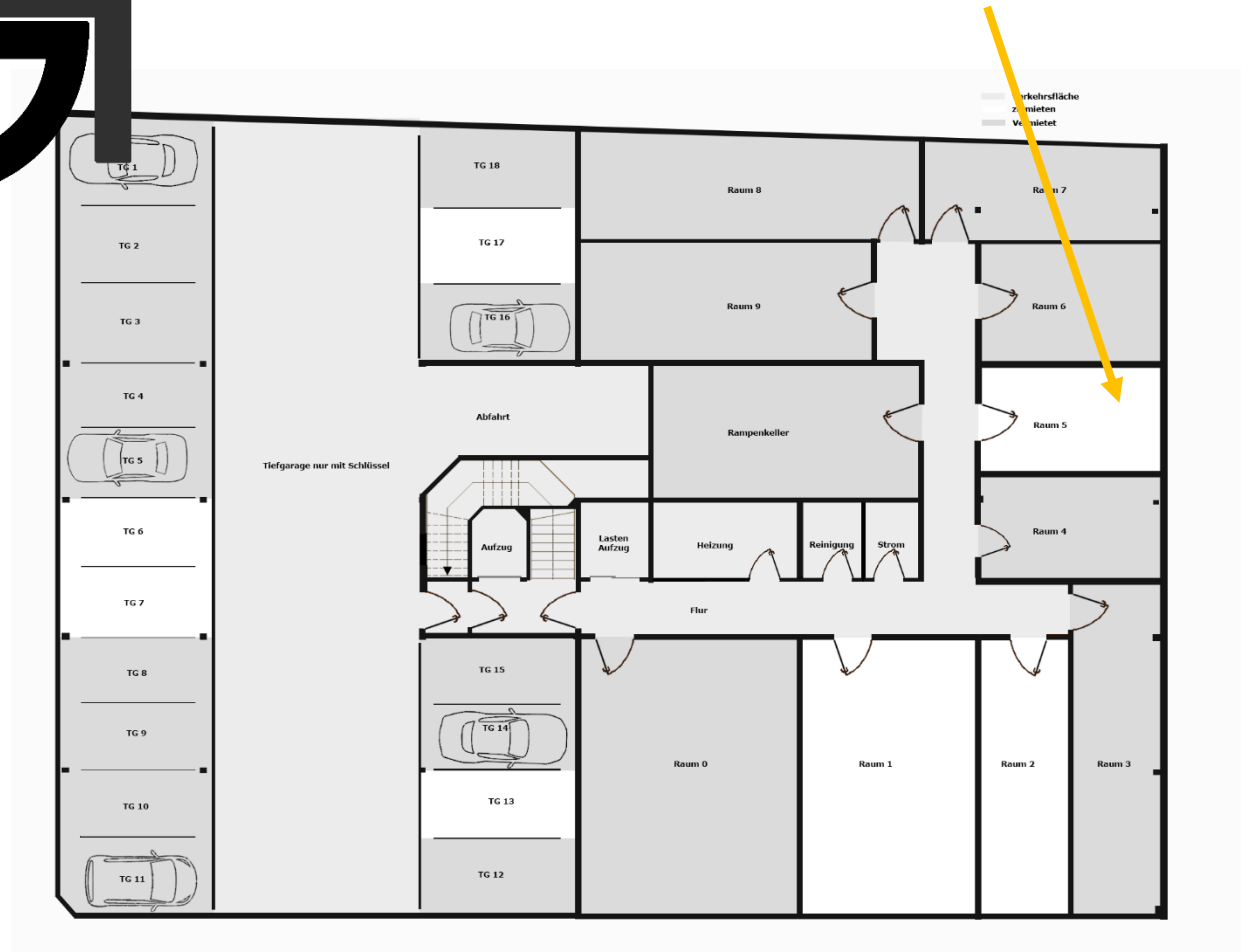 Verkehrsfläche
zu mieten
Vermietet
TG 1
TG 18
Raum 8
Raum 7
TG 2
TG 17
TG 3
TG 16
Raum 9
Raum 6
TG 4
Abfahrt
Rampenkeller
Raum 5
TG 5
Tiefgarage nur mit Schlüssel
TG 6
Aufzug
Lasten
Aufzug
Heizung
Reinigung
Strom
Raum 4
TG 7
Flur
TG 8
TG 15
TG 9
TG 14
Raum 0
Raum 1
Raum 2
Raum 3
TG 10
TG 13
TG 11
TG 12